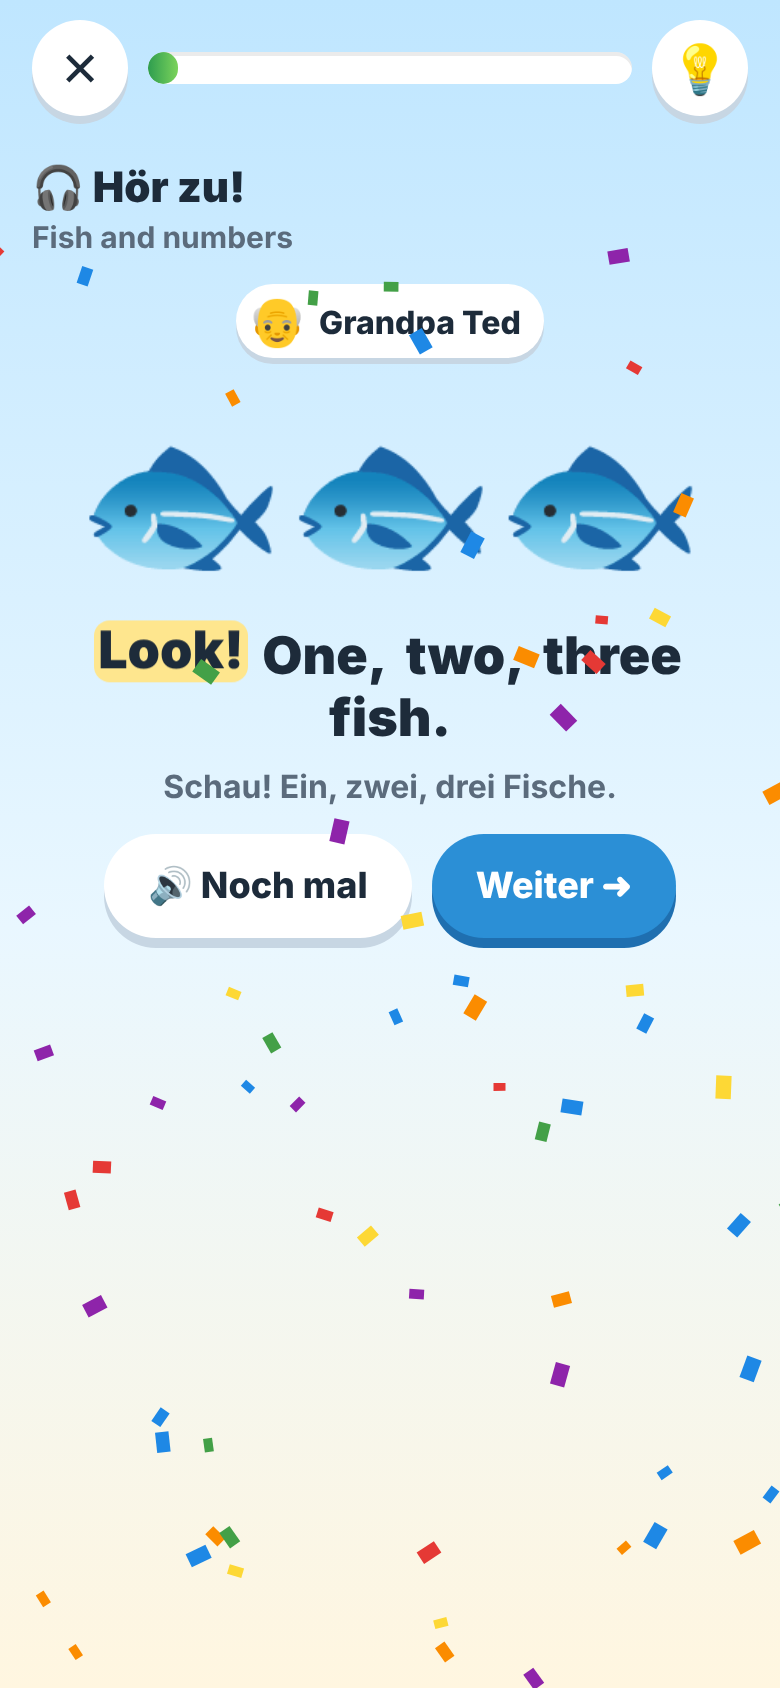 Hör zu!
Fish and numbers
Grandpa Ted
Look! One, two, three
fish.
Schau! Ein, zwei, drei Fische.
Noch mal
Weiter ➜